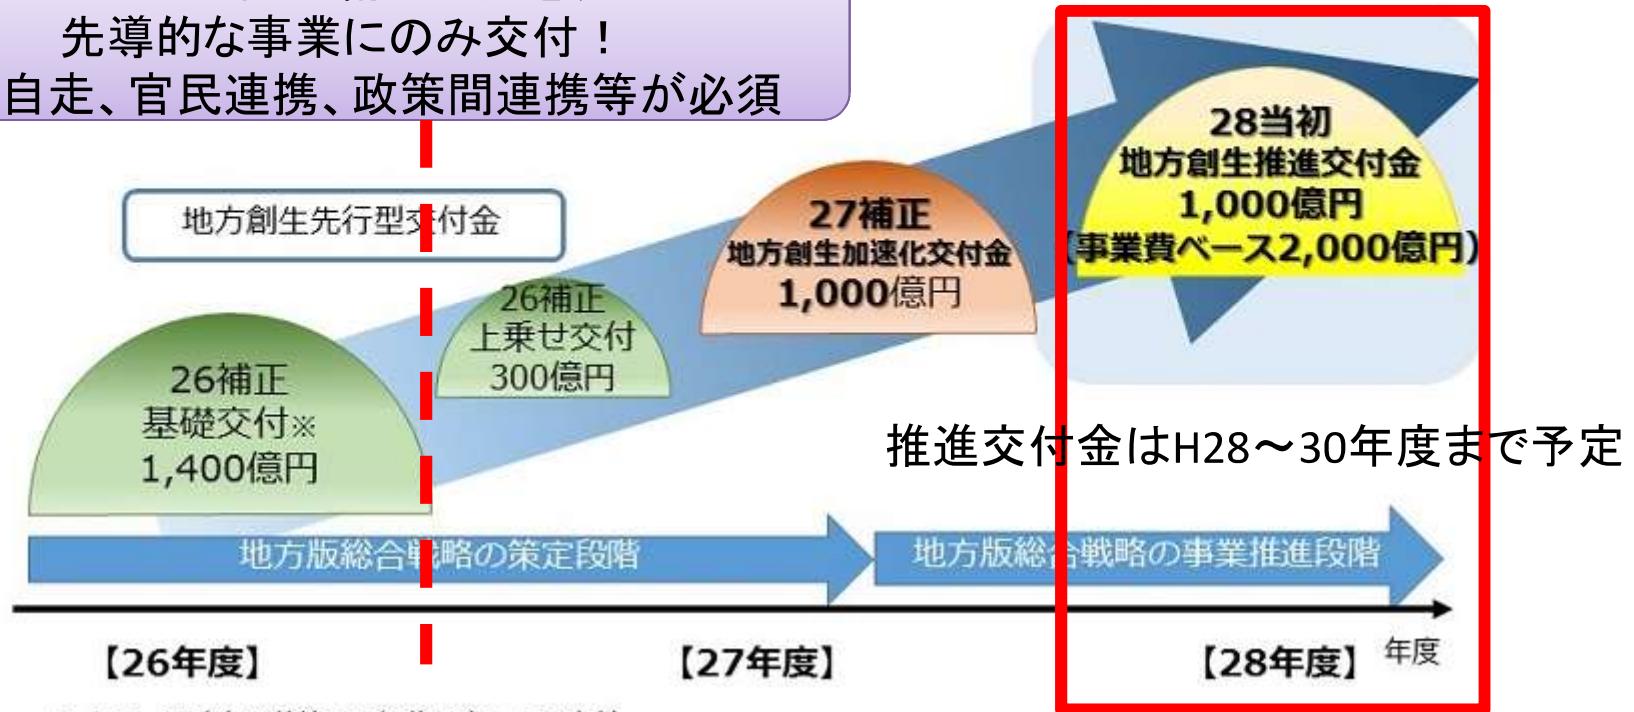 先導的な事業にのみ交付！
自走、官民連携、政策間連携等が必須
地方創生先行型交付金
28当初
地方創生推進交付金
1,000億円
（事業費ベース2,000億円）
27補正
地方創生加速化交付金
1,000億円
26補正
上乗せ交付
300億円
26補正
基礎交付※
1,400億円
推進交付金はH28～30年度まで予定
地方版総合戦略の策定段階
地方版総合戦略の事業推進段階
【26年度】
【27年度】
【28年度】
年度